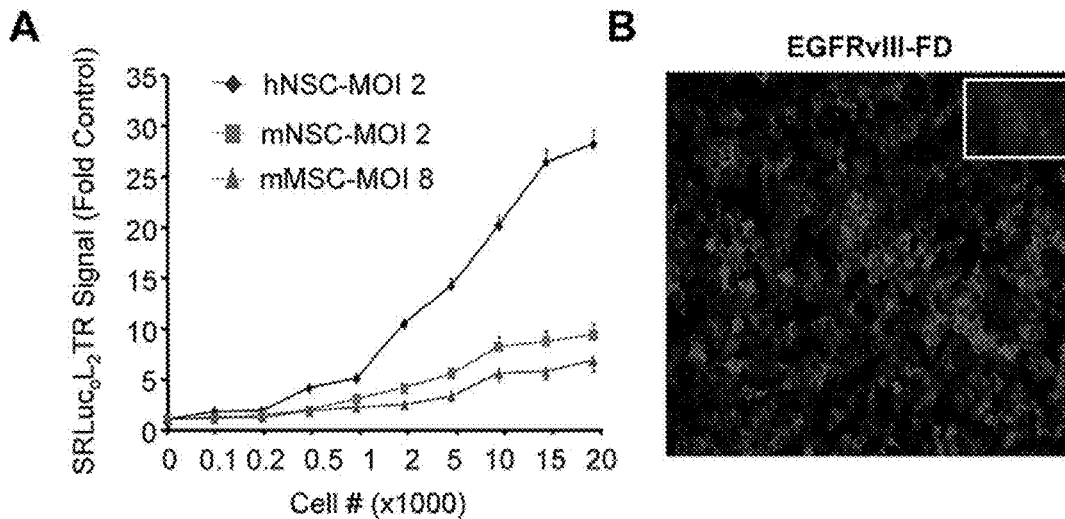 A
SRLucoL2TR Signal (Fold Control)
35
30
25
20
15
10
5
0
hNSC-MOI 2
mNSC-MOI 2
mMSC-MOI 8
0 0.1 0.2 0.5 1 2 5 10 15 20
Cell # (x1000)
B
EGFRvIII-FD